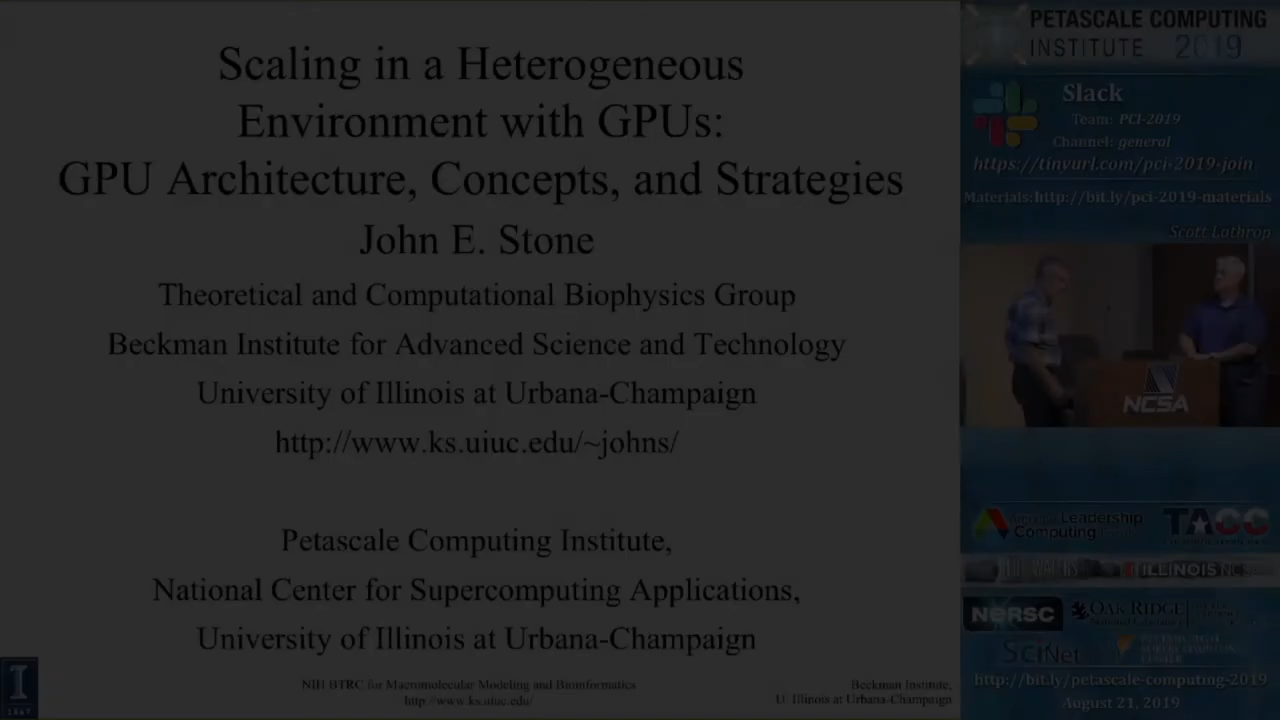 Scaling in a Heterogeneous
Environment with GPUs:
GPU Architecture, Concepts, and Strategies
John E. Stone
Theoretical and Computational Biophysics Group
Beckman Institute for Advanced Science and Technology
University of Illinois at Urbana-Champaign
http://www.ks.uiuc.edu/~johns/
Petascale Computing Institute,
National Center for Supercomputing Applications,
University of Illinois at Urbana-Champaign
I
1867
NIH BTRC for Macromolecular Modeling and Bioinformatics
http://www.ks.uiuc.edu/
Beckman Institute,
U. Illinois at Urbana-Champaign
PETASCALE COMPUTING
INSTITUTE 2019
Slack
Team: PCI-2019
Channel: general
https://tinyurl.com/pci-2019-join
Materials:http://bit.ly/pci-2019-materials
Scott Lathrop
NCSA
Leadership
Computing
TACC
ILLINOIS
NERSC
OAK RIDGE
SciNet
http://bit.ly/petascale-computing-2019
August 21, 2019